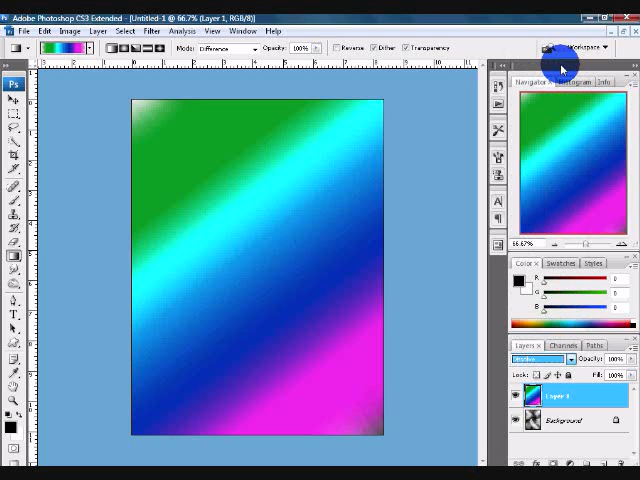 Adobe Photoshop CS3 Extended - [Untitled-1 @ 66.7% (Layer 1, RGB/8)]
File Edit Image Layer Select Filter Analysis View Window Help
Mode: Difference Opacity: 100% Reverse Dither Transparency Workspace
Ps
Navigator Histogram Info
66.67%
Color Swatches Styles
R 0
G 0
B 0
Layers Channels Paths
Dissolve Opacity: 100%
Lock: Fill: 100%
Layer 1
Background